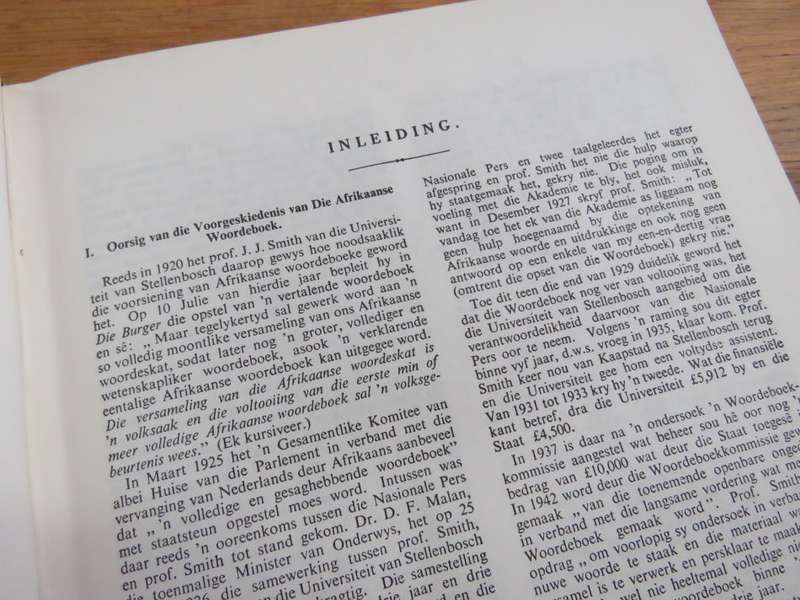 INLEIDING.
I. Oorsig van die Voorgeskiedenis van Die Afrikaanse
Woordeboek.
Reeds in 1920 het prof. J. J. Smith van die Universi-
teit van Stellenbosch daarop gewys hoe noodsaaklik
die voorsiening van Afrikaanse woordeboeke geword
het. Op 10 Julie van hierdie jaar bepleit hy in
Die Burger die opstel van 'n vertalende woordeboek
en sê: „Maar tegelykertyd sal gewerk word aan 'n
so volledig moontlike versameling van ons Afrikaanse
woordeskat, sodat later nog 'n groter, vollediger en
wetenskapliker woordeboek, asook 'n verklarende
eentalige Afrikaanse woordeboek kan uitgegee word.
Die versameling van die Afrikaanse woordeskat is
'n volksaak en die voltooiing van die eerste min of
meer volledige Afrikaanse woordeboek sal 'n volksge-
beurtenis wees.” (Ek kursiveer.)
In Maart 1925 het 'n Gesamentlike Komitee van
albei Huise van die Parlement in verband met die
vervanging van Nederlands deur Afrikaans aanbeveel
dat „'n volledige en gesaghebbende woordeboek”
met staatsteun opgestel moes word. Intussen was
daar reeds 'n ooreenkoms tussen die Nasionale Pers
en prof. Smith tot stand gekom. Dr. D. F. Malan,
die toenmalige Minister van Onderwys, het op 25
1926 die samewerking tussen prof. Smith,
en die Universiteit van Stellenbosch
Die samestelling
jaar en drie
Nasionale Pers en twee taalgeleerdes het egter
afgespring en prof. Smith het nie die hulp waarop
hy staatgemaak het, gekry nie. Die poging om in
voeling met die Akademie te bly, het ook misluk,
want in Desember 1927 skryf prof. Smith: „Tot
vandag toe het ek van die Akademie as liggaam nog
geen hulp hoegenaamd by die optekening van
Afrikaanse woorde en uitdrukkinge en ook nog geen
antwoord op een enkele van my een-en-dertig vrae
(omtrent die opset van die Woordeboek) gekry nie.”
Toe dit teen die end van 1929 duidelik geword het
dat die Woordeboek nog ver van voltooiing was, het
die Universiteit van Stellenbosch aangebied om die
verantwoordelikheid daarvoor van die Nasionale
Pers oor te neem. Volgens 'n raming sou dit egter
binne vyf jaar, d.w.s. vroeg in 1935, klaar kom. Prof.
Smith keer nou van Kaapstad na Stellenbosch terug
en die Universiteit gee hom een voltydse assistent.
Van 1931 tot 1933 kry hy 'n tweede. Wat die finansiële
kant betref, dra die Universiteit £5,912 by en die
Staat £4,500.
In 1937 is daar na 'n ondersoek 'n Woordeboek-
kommissie aangestel wat beheer sou hê oor nog 'n
bedrag van £10,000 wat deur die Staat toegesê
In 1942 word deur die Woordeboekkommissie gewag
gemaak „van die toenemende openbare
in verband met die langsame vordering wat met
Woordeboek gemaak word”. Prof. Smith
opdrag „om voorlopig sy ondersoek in verband
nuwe woorde te staak en die materiaal
is te verwerk en persklaar te maak
wel nie heeltemal volledige
woordeboek binne
drie jaar.